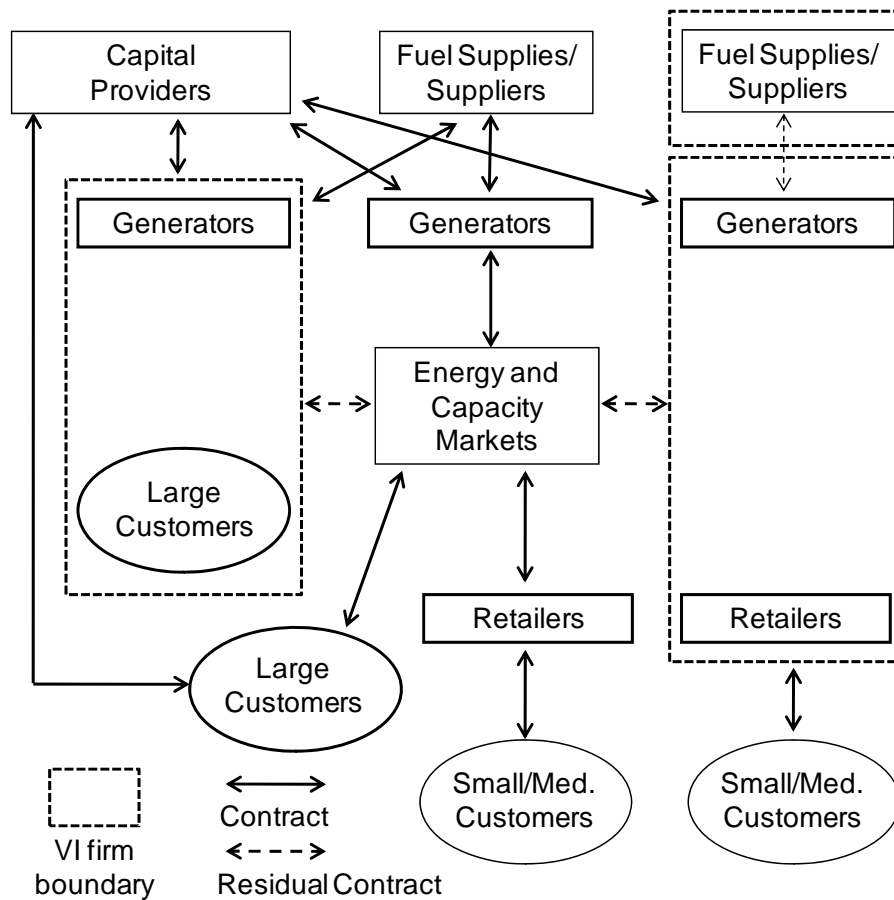 Capital
Providers
Fuel Supplies/
Suppliers
Fuel Supplies/
Suppliers
Generators
Generators
Generators
Energy and
Capacity
Markets
Large
Customers
Retailers
Retailers
Large
Customers
Small/Med.
Customers
Small/Med.
Customers
VI firm
boundary
Contract
Residual Contract